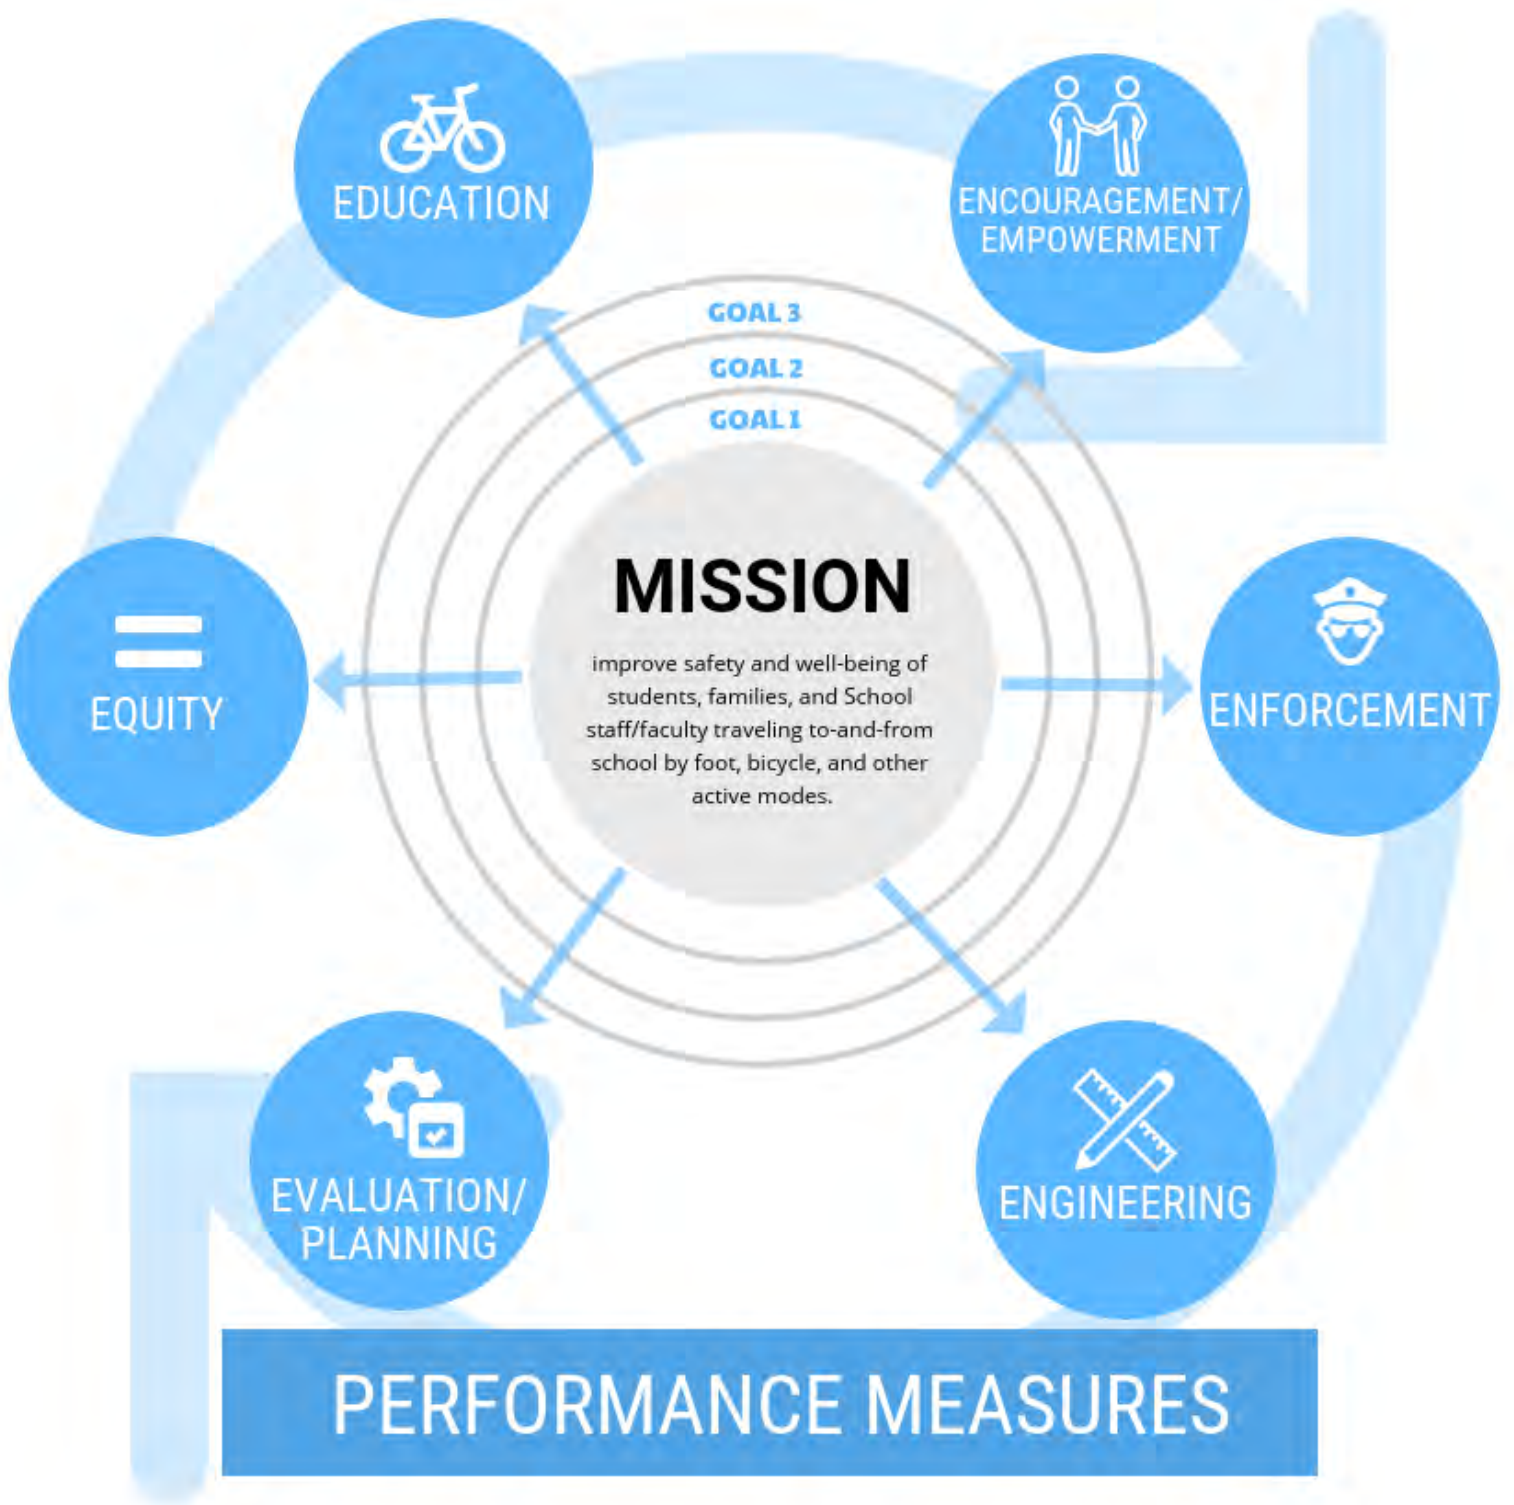 EDUCATION
ENCOURAGEMENT/
EMPOWERMENT
GOAL 3
GOAL 2
GOAL 1
MISSION
improve safety and well-being of
students, families, and School
staff/faculty traveling to-and-from
school by foot, bicycle, and other
active modes.
EQUITY
ENFORCEMENT
EVALUATION/
PLANNING
ENGINEERING
PERFORMANCE MEASURES